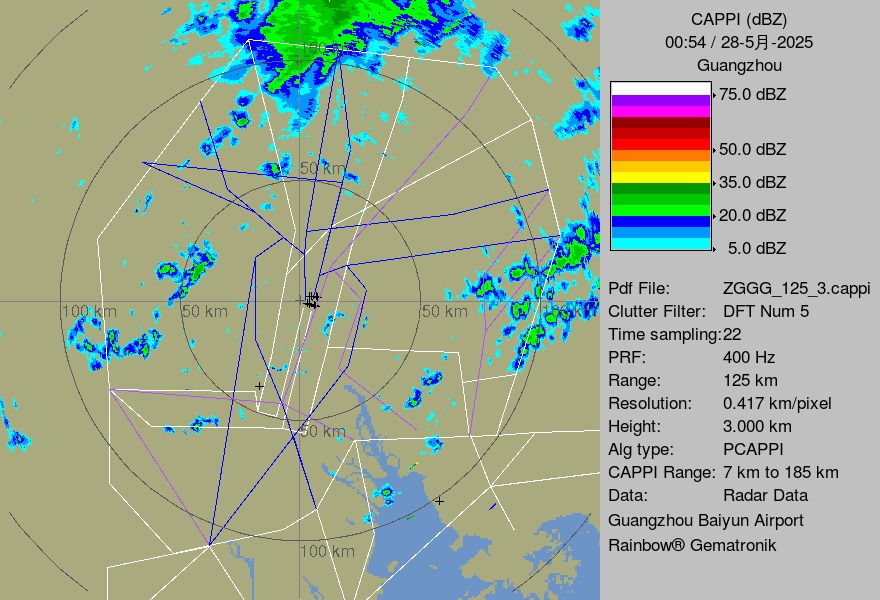 CAPPI (dBZ)
00:54 / 28-5月-2025
Guangzhou
75.0 dBZ
50.0 dBZ
35.0 dBZ
20.0 dBZ
5.0 dBZ
Pdf File: ZGGG_125_3.cappi
Clutter Filter: DFT Num 5
Time sampling:22
PRF: 400 Hz
Range: 125 km
Resolution: 0.417 km/pixel
Height: 3.000 km
Alg type: PCAPPI
CAPPI Range: 7 km to 185 km
Data: Radar Data
Guangzhou Baiyun Airport
Rainbow® Gematronik
100 km
50 km
100 km
50 km
50 km
100 km
50 km
100 km